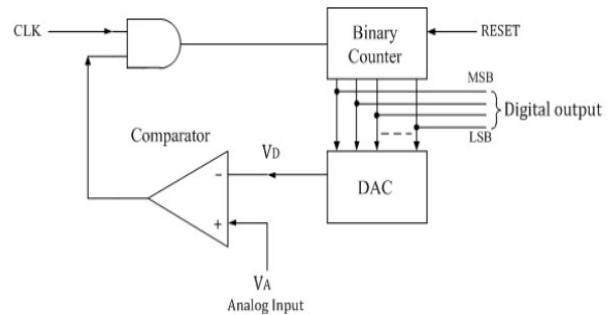 CLK
Binary
Counter
RESET
MSB
Digital output
LSB
Comparator
VD
DAC
-
+
VA
Analog Input